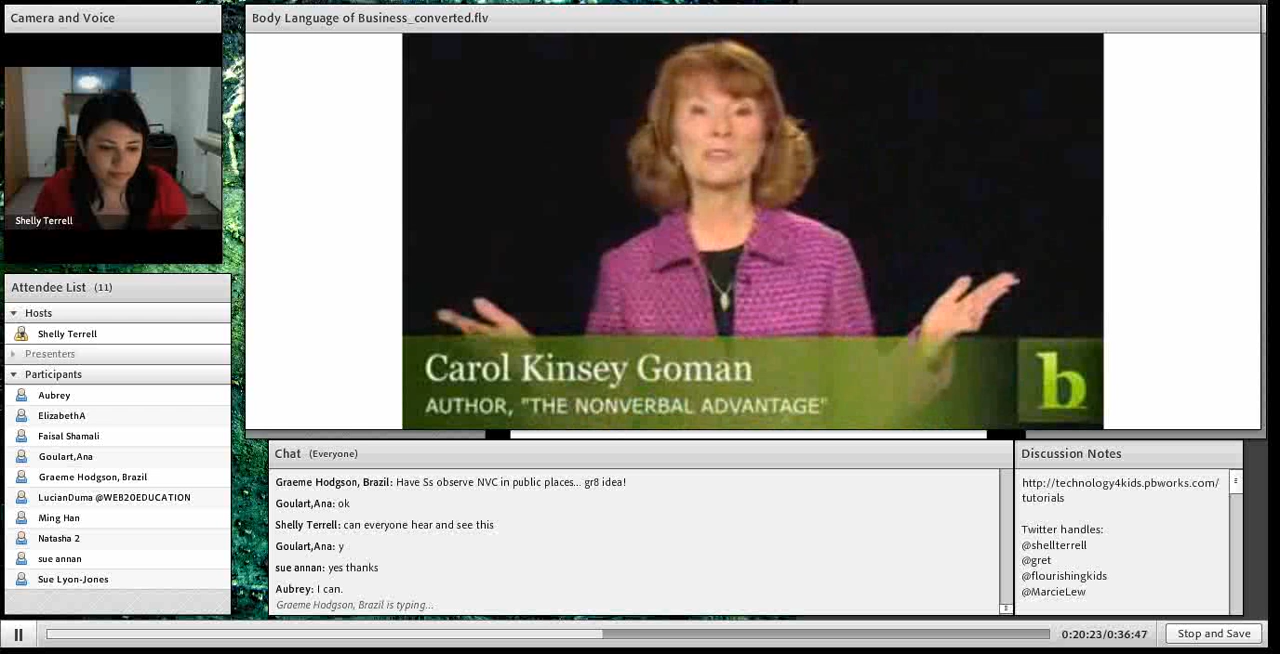 Camera and Voice
Shelly Terrell
Attendee List (11)
Hosts
Shelly Terrell
Presenters
Participants
Aubrey
ElizabethA
Faisal Shamali
Goulart,Ana
Graeme Hodgson, Brazil
LucianDuma @WEB20EDUCATION
Ming Han
Natasha 2
sue annan
Sue Lyon-Jones
Body Language of Business_converted.flv
Carol Kinsey Goman
AUTHOR, "THE NONVERBAL ADVANTAGE"
b
Chat (Everyone)
Graeme Hodgson, Brazil: Have Ss observe NVC in public places... gr8 idea!
Goulart,Ana: ok
Shelly Terrell: can everyone hear and see this
Goulart,Ana: y
sue annan: yes thanks
Aubrey: I can.
Graeme Hodgson, Brazil is typing...
Discussion Notes
http://technology4kids.pbworks.com/
tutorials
Twitter handles:
@shellterrell
@gret
@flourishingkids
@MarcieLew
0:20:23/0:36:47
Stop and Save